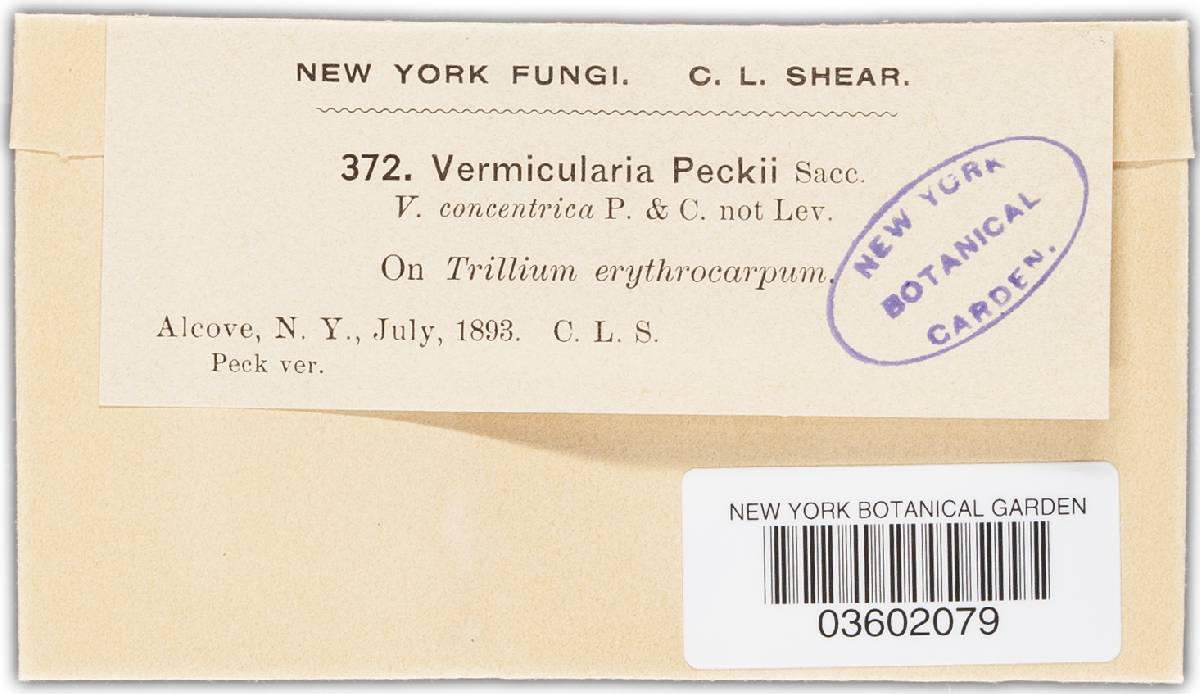 NEW YORK FUNGI. C. L. SHEAR.
372. Vermicularia Peckii Sacc.
V. concentrica P. & C. not Lev.
On Trillium erythrocarpum.
Alcove, N. Y., July, 1893. C. L. S.
Peck ver.
NEW YORK
BOTANICAL
GARDEN.
NEW YORK BOTANICAL GARDEN
03602079